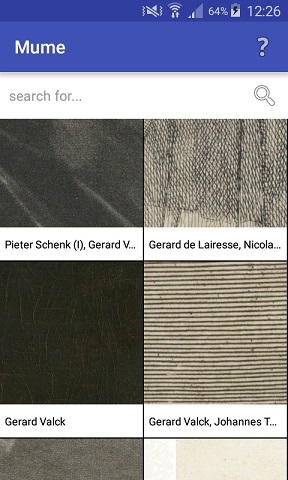 64% 12:26
Mume ?
search for...
Pieter Schenk (I), Gerard V...
Gerard de Lairesse, Nicola...
Gerard Valck
Gerard Valck, Johannes T...